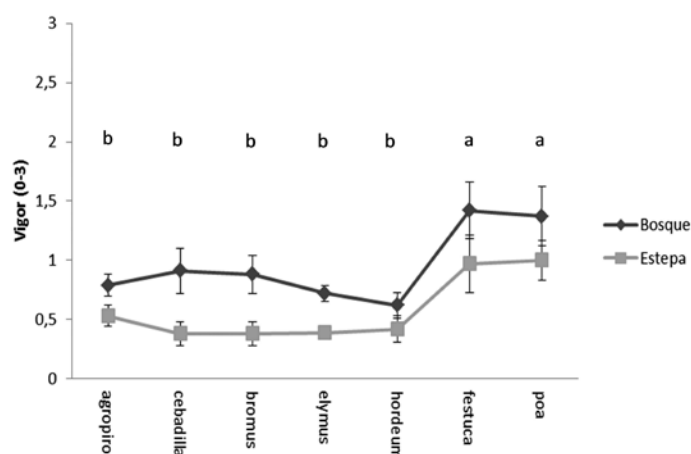 3
2,5
2
1,5
1
0,5
0
Vigor (0-3)
b b b b b a a
Bosque
Estepa
agropiro
cebadilla
bromus
elymus
hordeum
festuca
poa